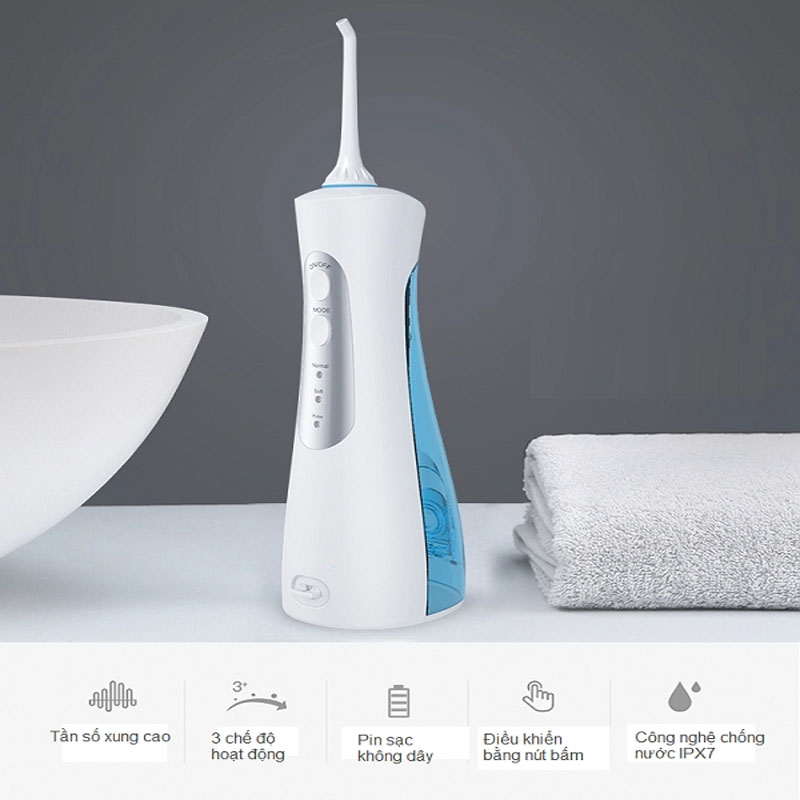 ON/OFF
MODE
Normal
Soft
Pulse
3+
Tần số xung cao
3 chế độ
hoạt động
Pin sạc
không dây
Điều khiển
bằng nút bấm
Công nghệ chống
nước IPX7